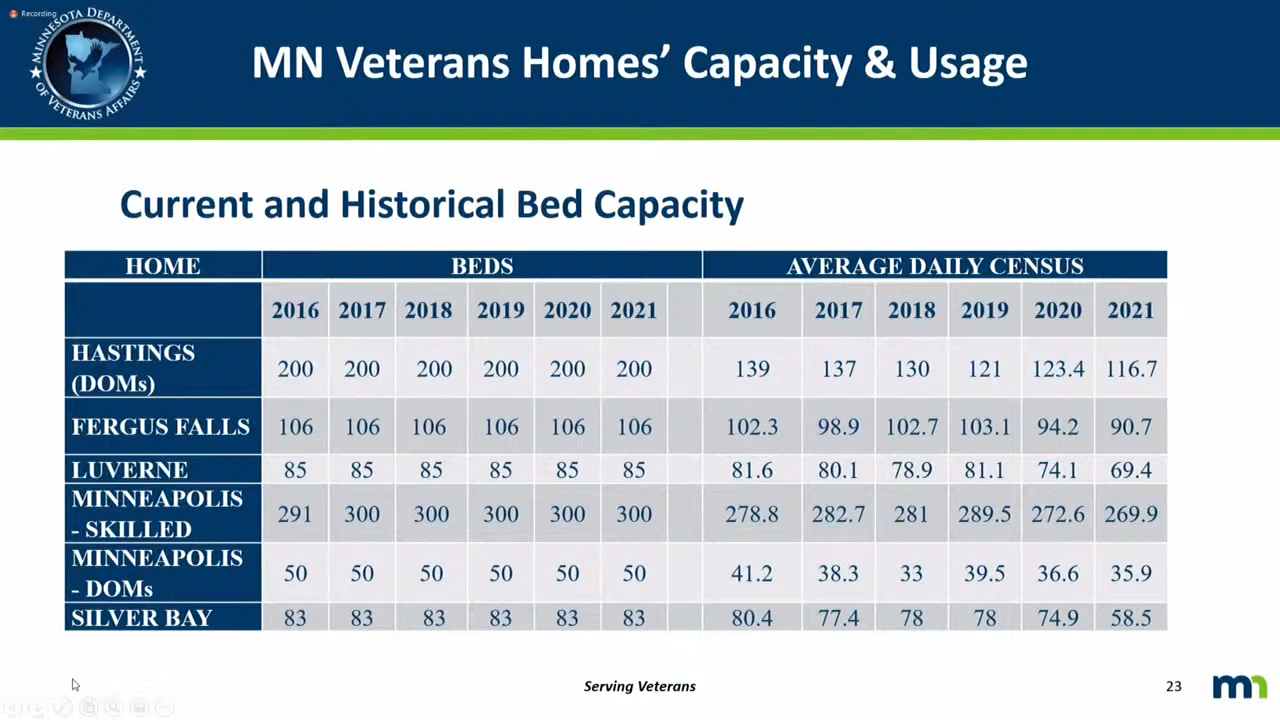 Recording
MINNESOTA DEPARTMENT
OF VETERANS AFFAIRS
MN Veterans Homes’ Capacity & Usage
Current and Historical Bed Capacity
HOME BEDS AVERAGE DAILY CENSUS
2016 2017 2018 2019 2020 2021 2016 2017 2018 2019 2020 2021
HASTINGS
(DOMs) 200 200 200 200 200 200 139 137 130 121 123.4 116.7
FERGUS FALLS 106 106 106 106 106 106 102.3 98.9 102.7 103.1 94.2 90.7
LUVERNE 85 85 85 85 85 85 81.6 80.1 78.9 81.1 74.1 69.4
MINNEAPOLIS
- SKILLED 291 300 300 300 300 300 278.8 282.7 281 289.5 272.6 269.9
MINNEAPOLIS
- DOMs 50 50 50 50 50 50 41.2 38.3 33 39.5 36.6 35.9
SILVER BAY 83 83 83 83 83 83 80.4 77.4 78 78 74.9 58.5
Serving Veterans
23
mn